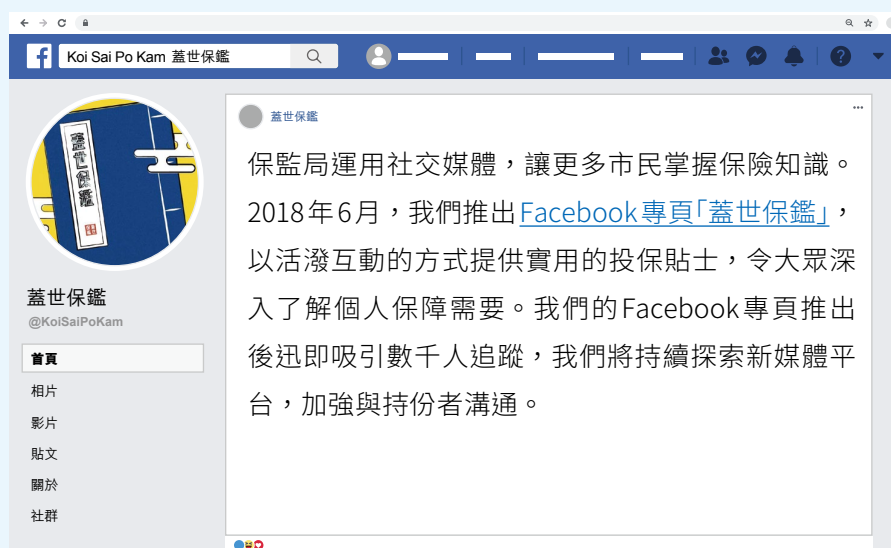 Koi Sai Po Kam 蓋世保鑑
蓋世保鑑
蓋世保鑑
@KoiSaiPoKam
首頁
相片
影片
貼文
關於
社群
蓋世保鑑
保監局運用社交媒體，讓更多市民掌握保險知識。
2018年6月，我們推出Facebook專頁「蓋世保鑑」，
以活潑互動的方式提供實用的投保貼士，令大眾深
入了解個人保障需要。我們的Facebook專頁推出
後迅即吸引數千人追蹤，我們將持續探索新媒體平
台，加強與持份者溝通。